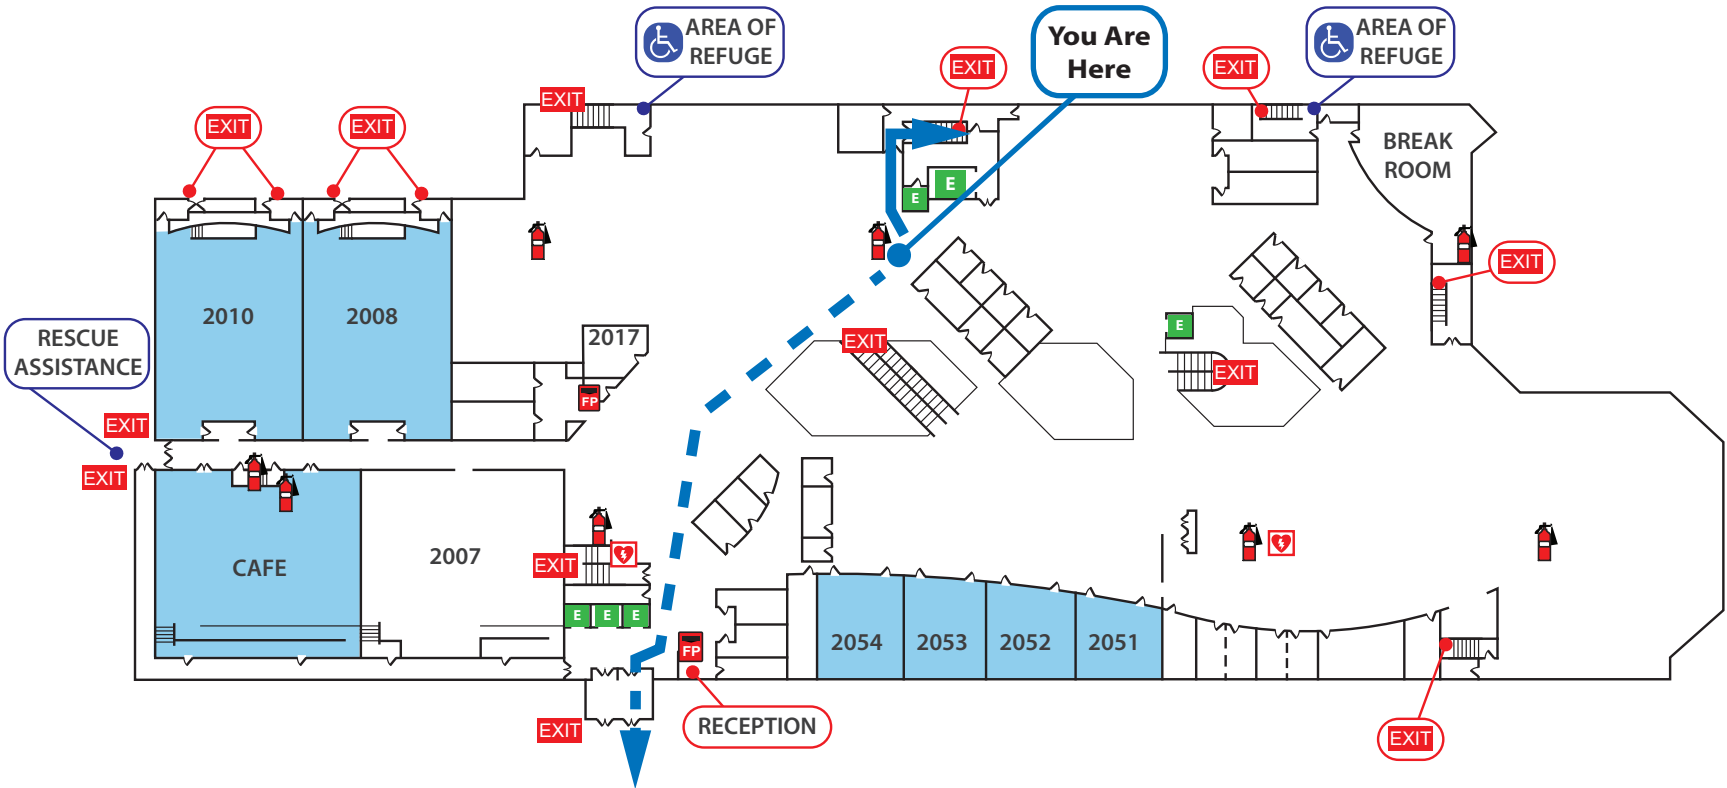 AREA OF
REFUGE
You Are
Here
EXIT
EXIT
AREA OF
REFUGE
EXIT
EXIT
EXIT
BREAK
ROOM
E
E
EXIT
2010
2008
RESCUE
ASSISTANCE
2017
EXIT
E
EXIT
FP
EXIT
EXIT
CAFE
2007
EXIT
E
E
E
FP
2054
2053
2052
2051
EXIT
RECEPTION
EXIT